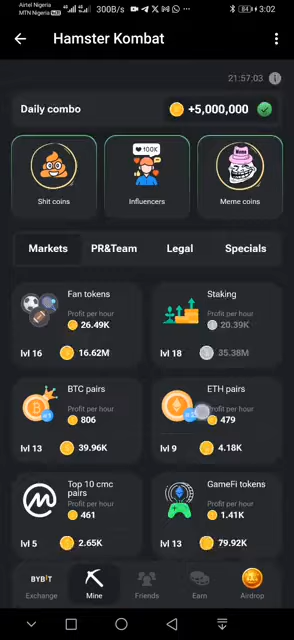 Airtel Nigeria
MTN Nigeria
300B/s
84
3:02
Hamster Kombat
21:57:03
Daily combo
+5,000,000
100K
Shit coins
Influencers
Meme coins
Markets
PR&Team
Legal
Specials
Fan tokens
Profit per hour
26.49K
lvl 16
16.62M
Staking
Profit per hour
20.39K
lvl 18
35.38M
BTC pairs
Profit per hour
806
lvl 13
39.96K
ETH pairs
Profit per hour
479
lvl 9
4.18K
Top 10 cmc
pairs
Profit per hour
461
lvl 5
2.65K
GameFi tokens
Profit per hour
1.41K
lvl 13
79.92K
BYBIT
Exchange
Mine
Friends
Earn
Airdrop